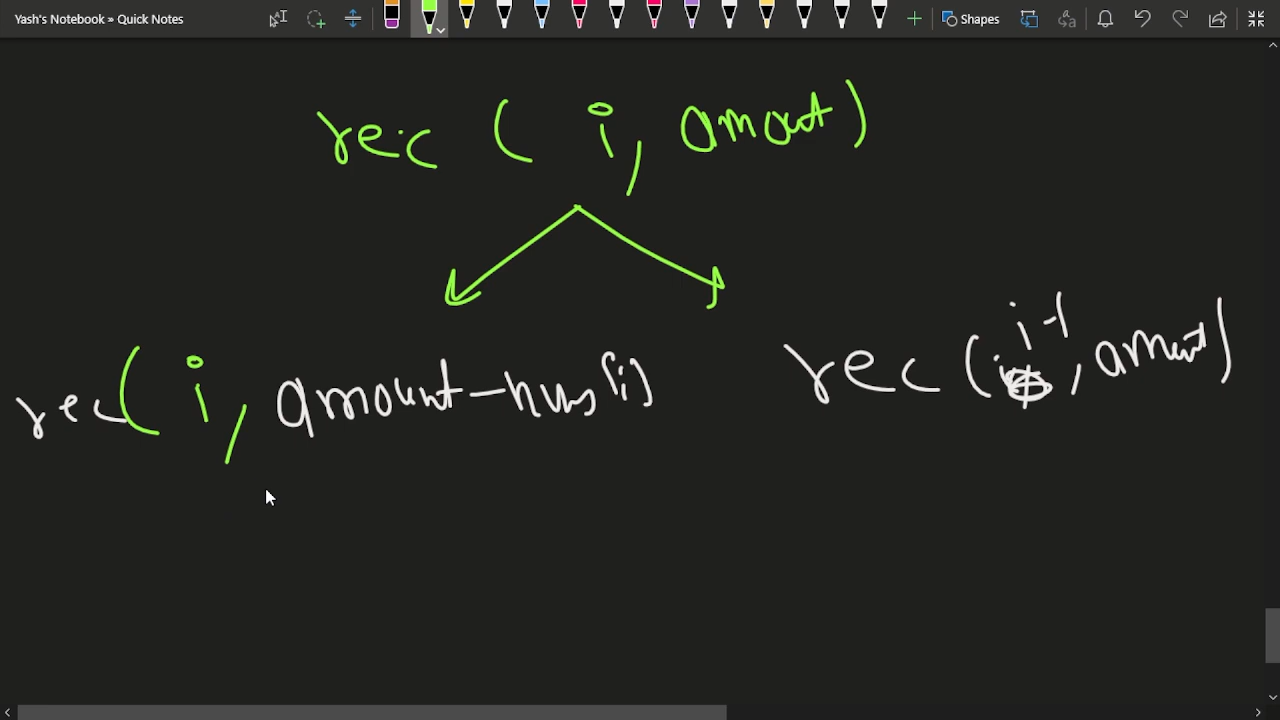 Yash's Notebook » Quick Notes
Shapes
rec ( i, amount)
rec( i, amount-nums[i]
rec (i-1, amount)